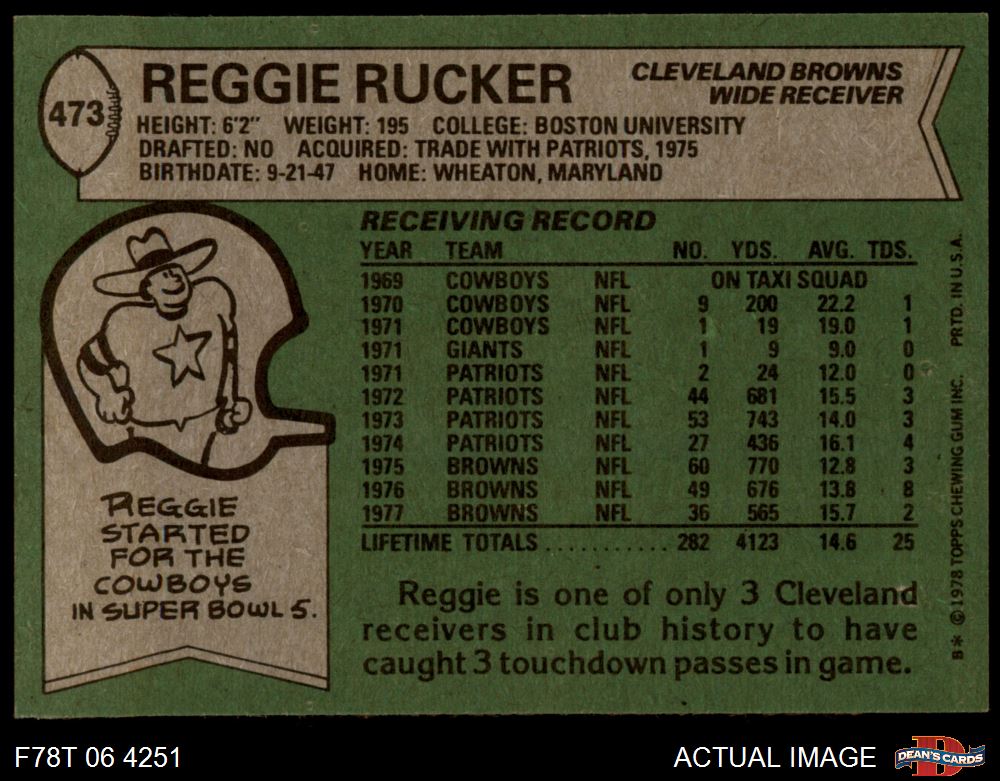 473
REGGIE RUCKER
CLEVELAND BROWNS
WIDE RECEIVER
HEIGHT: 6'2" WEIGHT: 195 COLLEGE: BOSTON UNIVERSITY
DRAFTED: NO ACQUIRED: TRADE WITH PATRIOTS, 1975
BIRTHDATE: 9-21-47 HOME: WHEATON, MARYLAND
RECEIVING RECORD
YEAR TEAM NO. YDS. AVG. TDS.
1969 COWBOYS NFL ON TAXI SQUAD
1970 COWBOYS NFL 9 200 22.2 1
1971 COWBOYS NFL 1 19 19.0 1
1971 GIANTS NFL 1 9 9.0 0
1971 PATRIOTS NFL 2 24 12.0 0
1972 PATRIOTS NFL 44 681 15.5 3
1973 PATRIOTS NFL 53 743 14.0 3
1974 PATRIOTS NFL 27 436 16.1 4
1975 BROWNS NFL 60 770 12.8 3
1976 BROWNS NFL 49 676 13.8 8
1977 BROWNS NFL 36 565 15.7 2
LIFETIME TOTALS .......... 282 4123 14.6 25
REGGIE
STARTED
FOR THE
COWBOYS
IN SUPER BOWL 5.
Reggie is one of only 3 Cleveland
receivers in club history to have
caught 3 touchdown passes in game.
B* © 1978 TOPPS CHEWING GUM INC. PRTD. IN U.S.A.
F78T 06 4251
ACTUAL IMAGE
D
DEAN'S CARDS